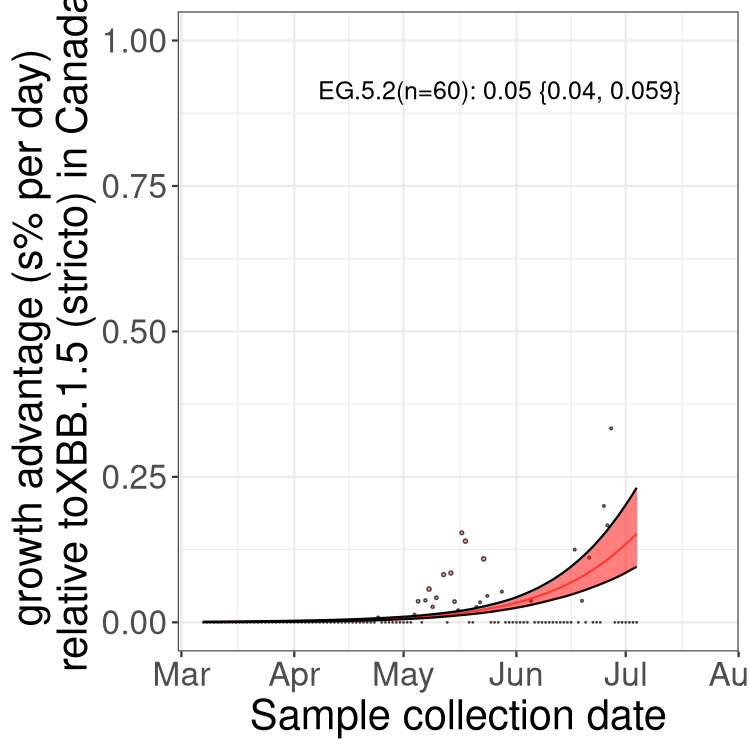 growth advantage (s% per day)
relative toXBB.1.5 (stricto) in Canada
1.00
0.75
0.50
0.25
0.00
EG.5.2(n=60): 0.05 {0.04, 0.059}
Mar Apr May Jun Jul Au
Sample collection date